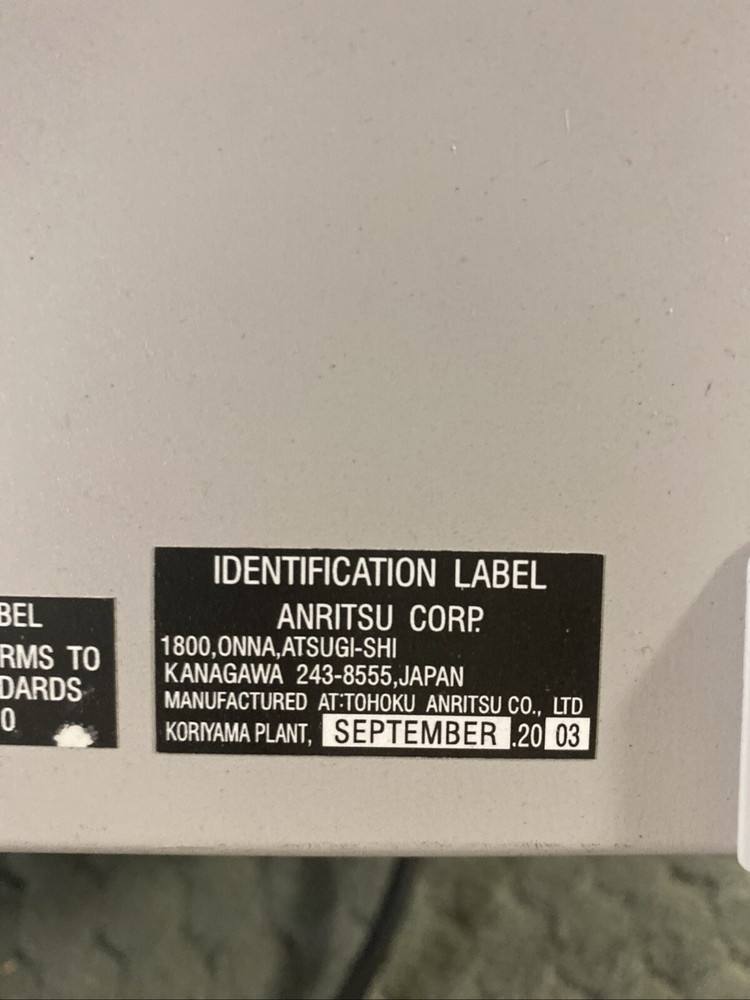 BEL
RMS TO
DARDS
0
IDENTIFICATION LABEL
ANRITSU CORP.
1800,ONNA,ATSUGI-SHI
KANAGAWA 243-8555,JAPAN
MANUFACTURED AT:TOHOKU ANRITSU CO., LTD
KORIYAMA PLANT, SEPTEMBER .20 03